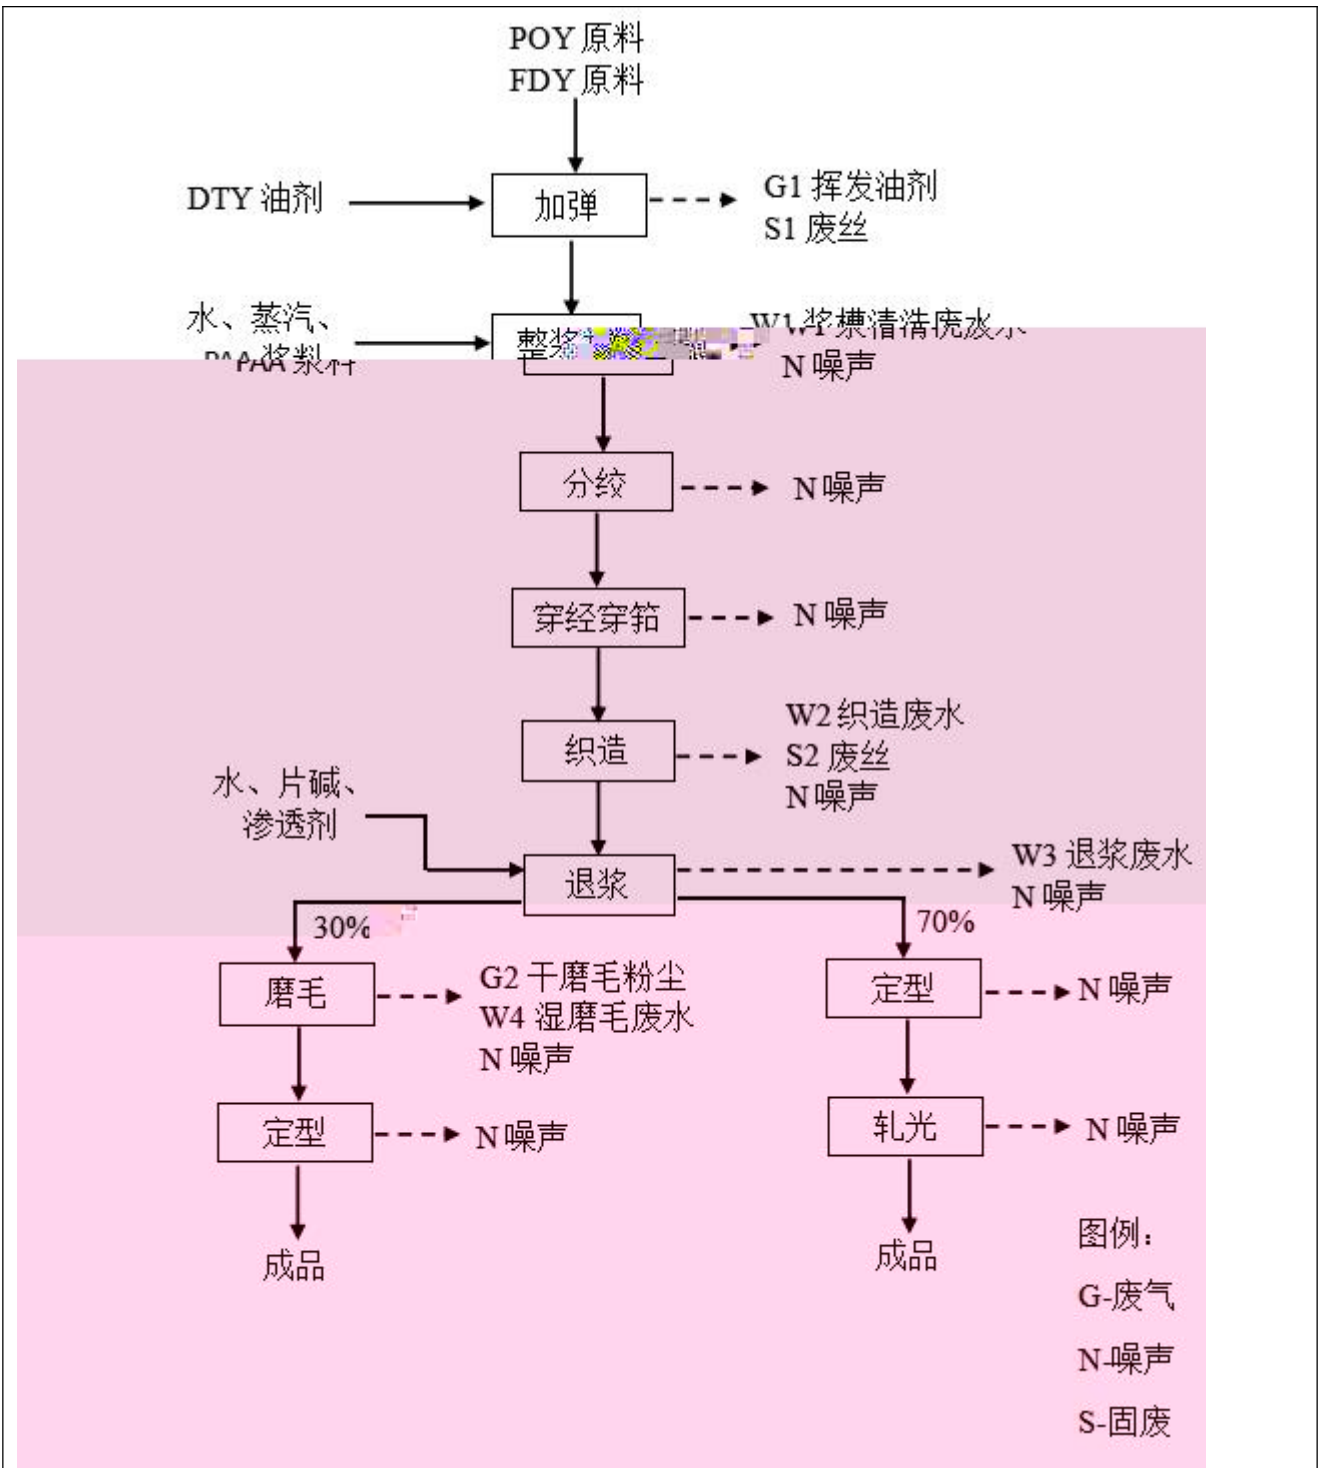 POY 原料
FDY 原料
DTY 油剂
加弹
G1 挥发油剂
S1 废丝
水、蒸汽、
整浆
N 噪声
分绞
N 噪声
穿经穿筘
N 噪声
织造
W2 织造废水
S2 废丝
N 噪声
水、片碱、
渗透剂
退浆
W3 退浆废水
N 噪声
30%
70%
磨毛
G2 干磨毛粉尘
W4 湿磨毛废水
N 噪声
定型
N 噪声
定型
N 噪声
轧光
N 噪声
成品
成品
图例：
G-废气
N-噪声
S-固废